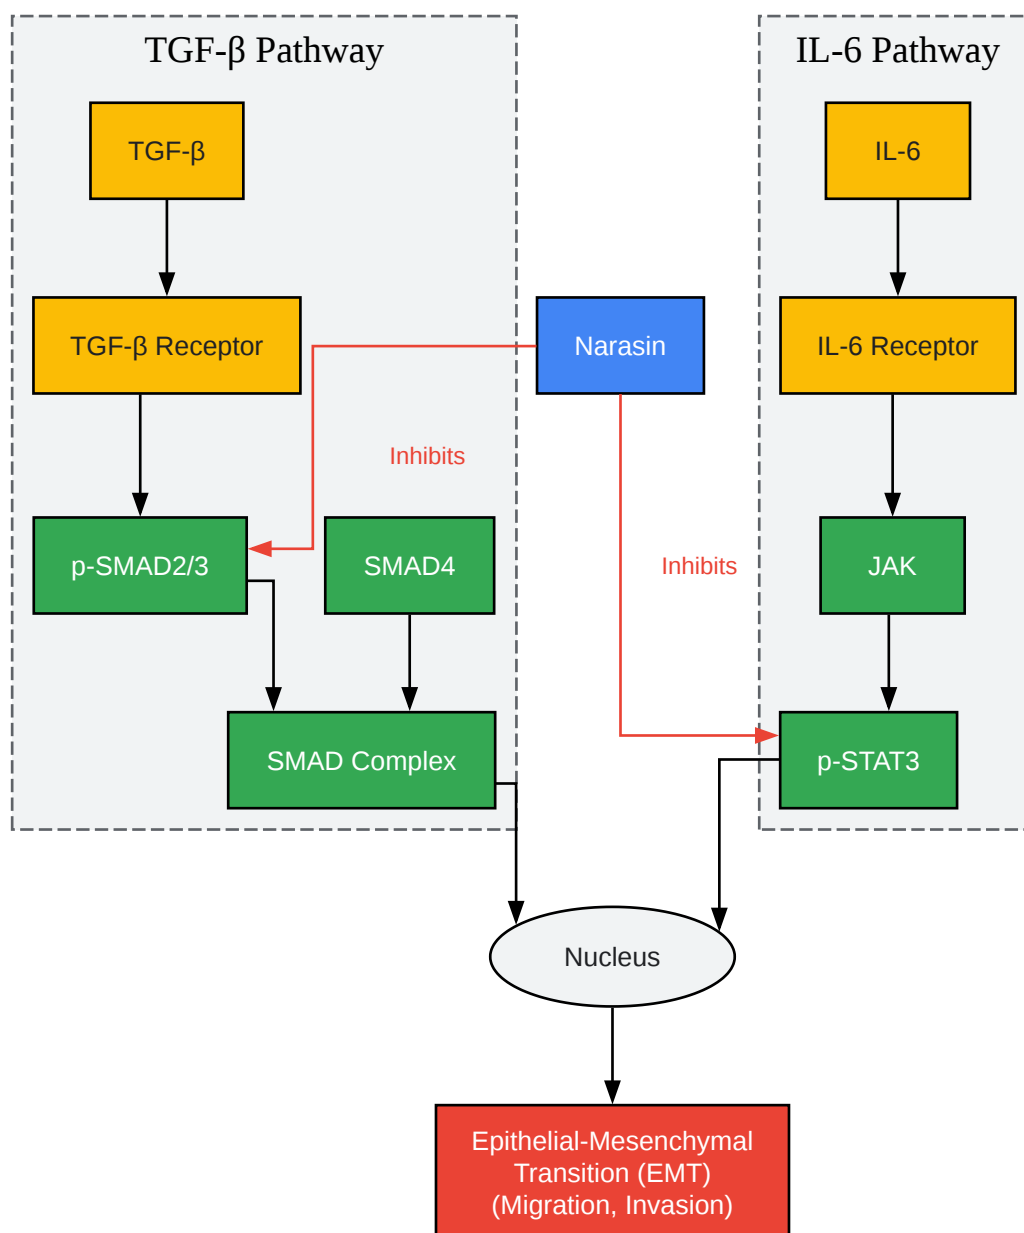 TGF-β Pathway
IL-6 Pathway
TGF-β
IL-6
TGF-β Receptor
Narasin
IL-6 Receptor
Inhibits
p-SMAD2/3
SMAD4
Inhibits
JAK
SMAD Complex
p-STAT3
Nucleus
Epithelial-Mesenchymal
Transition (EMT)
(Migration, Invasion)